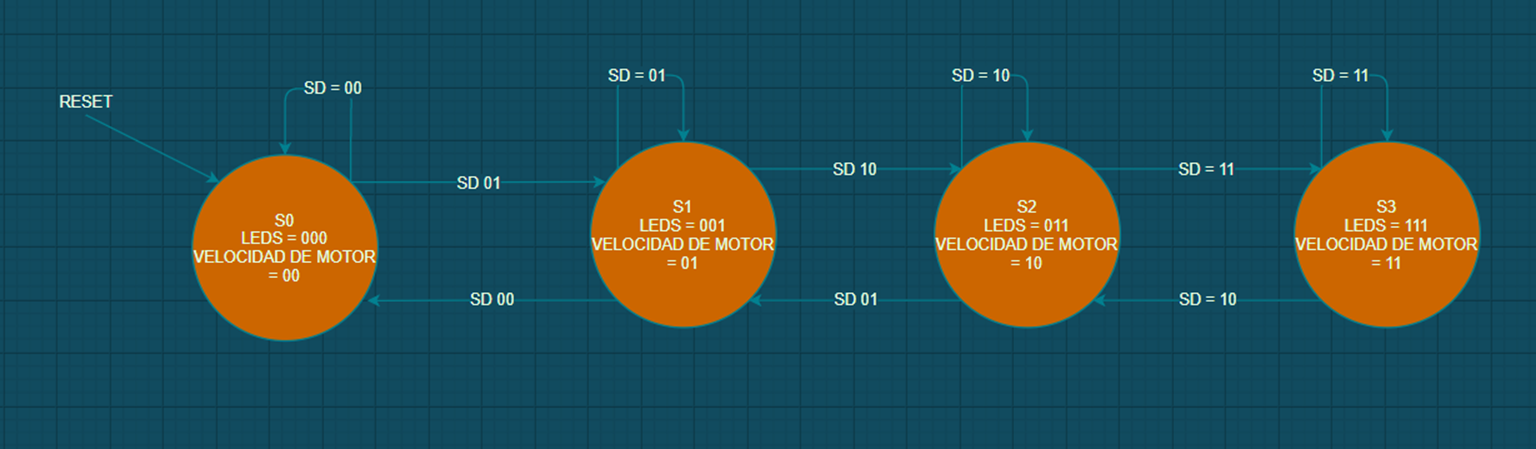 RESET
SD = 00
SD = 01
SD = 10
SD = 11
SD 01
SD 10
SD = 11
S0
LEDS = 000
VELOCIDAD DE MOTOR
= 00
S1
LEDS = 001
VELOCIDAD DE MOTOR
= 01
S2
LEDS = 011
VELOCIDAD DE MOTOR
= 10
S3
LEDS = 111
VELOCIDAD DE MOTOR
= 11
SD 00
SD 01
SD = 10